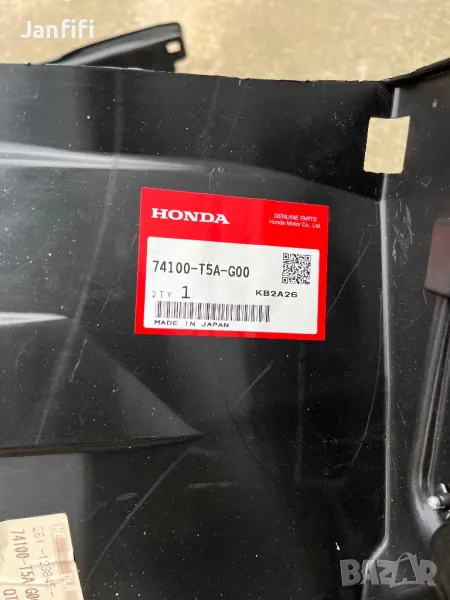 JanFifi
HONDA
GENUINE PARTS
Honda Motor Co., Ltd.
74100-T5A-G00
QTY 1
KB2A26
MADE IN JAPAN
74100-T5A
bazar